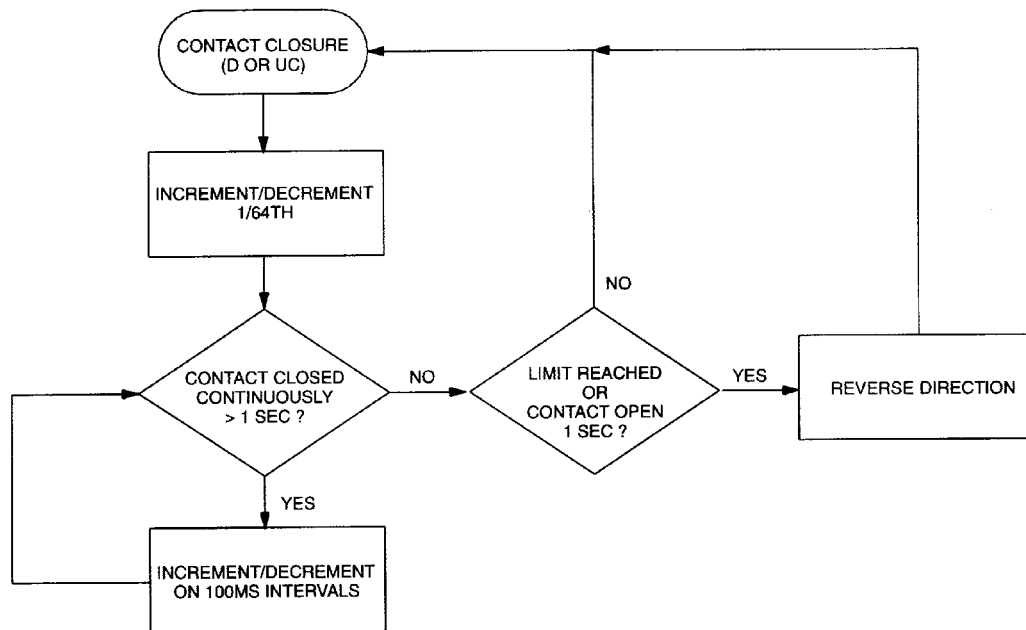 CONTACT CLOSURE
(D OR UC)
INCREMENT/DECREMENT
1/64TH
CONTACT CLOSED
CONTINUOUSLY
> 1 SEC ?
NO
YES
INCREMENT/DECREMENT
ON 100MS INTERVALS
LIMIT REACHED
OR
CONTACT OPEN
1 SEC ?
NO
YES
REVERSE DIRECTION